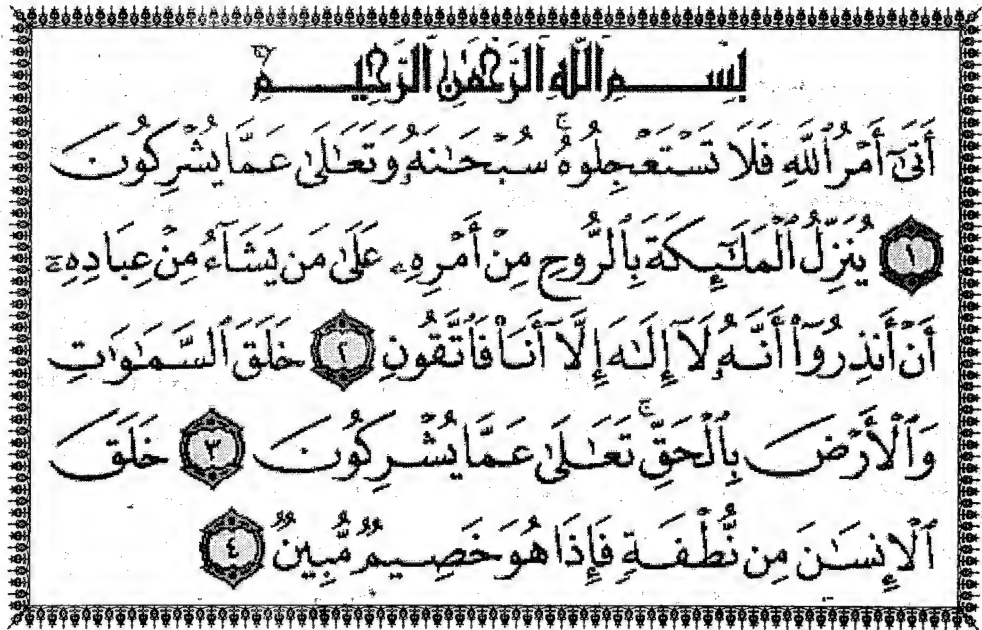 بِسْمِ ٱللَّهِ ٱلرَّحْمَٰنِ ٱلرَّحِيمِ
أَتَىٰٓ أَمْرُ ٱللَّهِ فَلَا تَسْتَعْجِلُوهُ ۚ سُبْحَٰنَهُۥ وَتَعَٰلَىٰ عَمَّا يُشْرِكُونَ
﴿١﴾ يُنَزِّلُ ٱلْمَلَٰٓئِكَةَ بِٱلرُّوحِ مِنْ أَمْرِهِۦ عَلَىٰ مَن يَشَآءُ مِنْ عِبَادِهِۦٓ
أَنْ أَنذِرُوٓا۟ أَنَّهُۥ لَآ إِلَٰهَ إِلَّآ أَنَا۠ فَٱتَّقُونِ ﴿٢﴾ خَلَقَ ٱلسَّمَٰوَٰتِ
وَٱلْأَرْضَ بِٱلْحَقِّ ۚ تَعَٰلَىٰ عَمَّا يُشْرِكُونَ ﴿٣﴾ خَلَقَ
ٱلْإِنسَٰنَ مِن نُّطْفَةٍ فَإِذَا هُوَ خَصِيمٌ مُّبِينٌ ﴿٤﴾